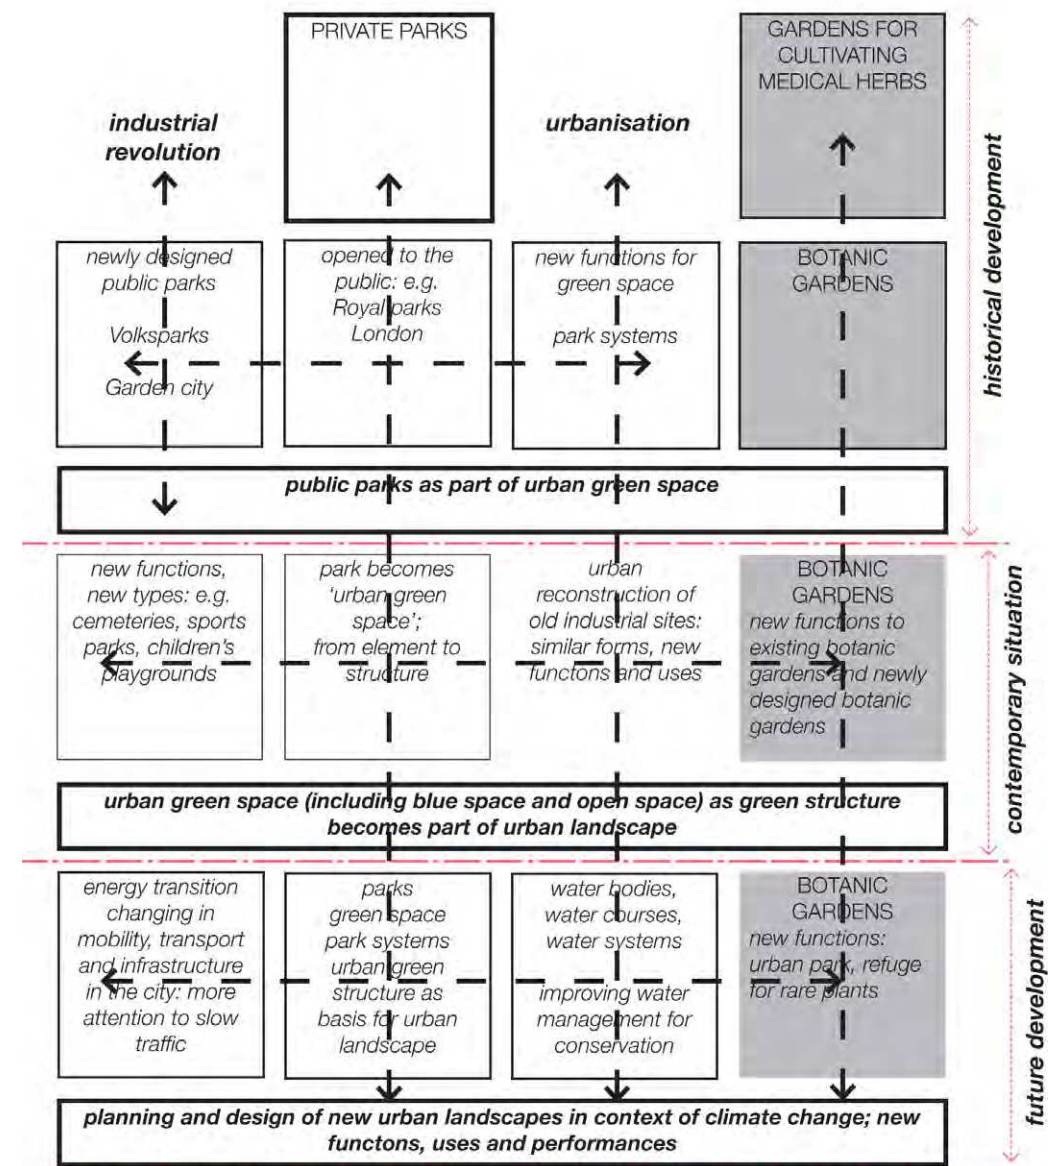 PRIVATE PARKS
GARDENS FOR
CULTIVATING
MEDICAL HERBS
industrial
revolution
urbanisation
newly designed
public parks
Volksparks
Garden city
opened to the
public: e.g.
Royal parks
London
new functions for
green space
park systems
BOTANIC
GARDENS
historical development
public parks as part of urban green space
new functions,
new types: e.g.
cemeteries, sports
parks, children's
playgrounds
park becomes
'urban green
space';
from element to
structure
urban
reconstruction of
old industrial sites:
similar forms, new
functons and uses
BOTANIC
GARDENS
new functions to
existing botanic
gardens and newly
designed botanic
gardens
contemporary situation
urban green space (including blue space and open space) as green structure
becomes part of urban landscape
energy transition
changing in
mobility, transport
and infrastructure
in the city: more
attention to slow
traffic
parks
green space
park systems
urban green
structure as
basis for urban
landscape
water bodies,
water courses,
water systems
improving water
management for
conservation
BOTANIC
GARDENS
new functions:
urban park, refuge
for rare plants
future development
planning and design of new urban landscapes in context of climate change; new
functons, uses and performances